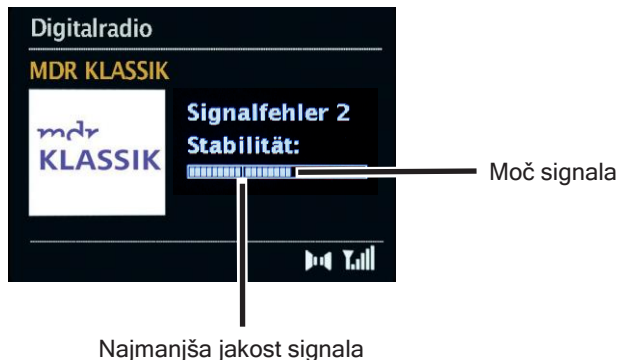 Digitalradio
MDR KLASSIK
mdr
KLASSIK
Signalfehler 2
Stabilität:
Moč signala
Najmanjša jakost signala